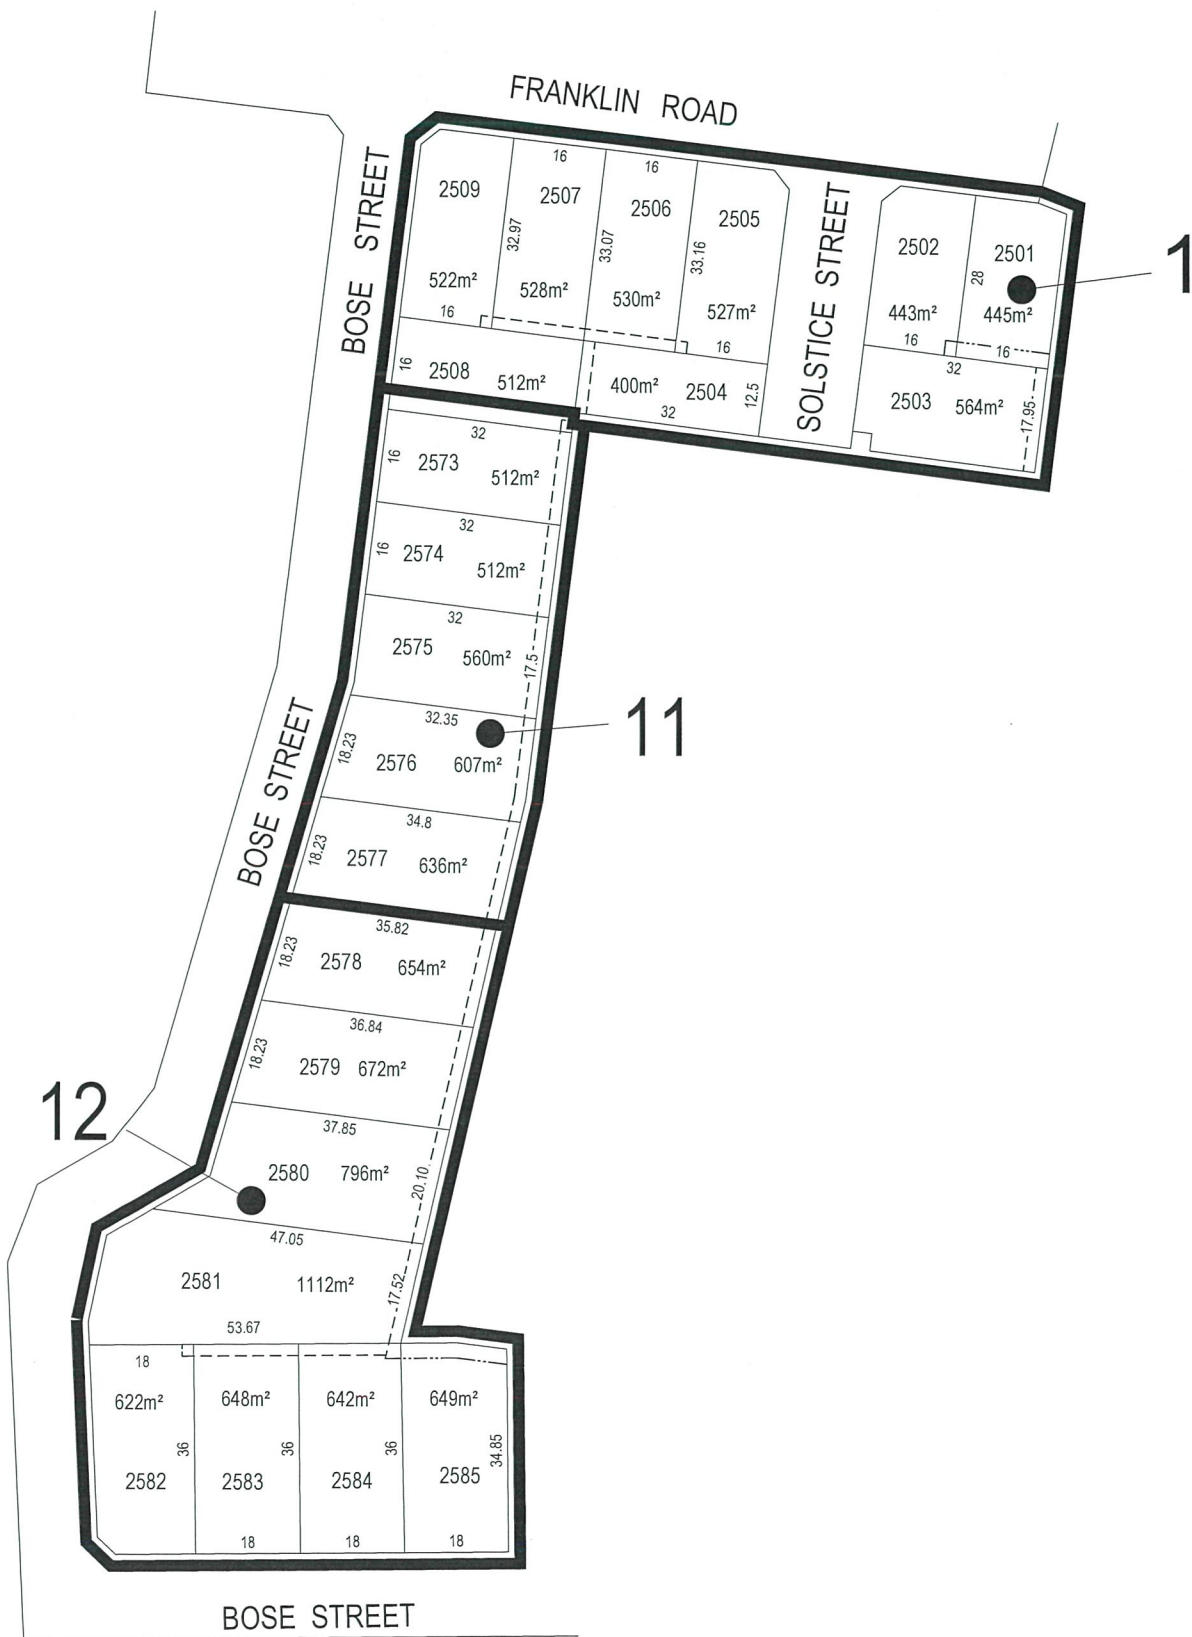 FRANKLIN ROAD
BOSE STREET
SOLSTICE STREET
2509
32.97
522m²
16
16
2507
33.07
528m²
16
2506
33.16
530m²
2505
527m²
16
2502
443m²
16
2501
28
445m²
16
1
16
2508
512m²
400m²
2504
12.5
32
32
2503
564m²
17.95
32
16
2573
512m²
32
16
2574
512m²
32
2575
560m²
17.5
32.35
18.23
2576
607m²
11
34.8
18.23
2577
636m²
BOSE STREET
35.82
18.23
2578
654m²
36.84
18.23
2579
672m²
12
37.85
2580
796m²
20.10
47.05
2581
1112m²
17.52
53.67
18
622m²
36
2582
648m²
36
2583
18
642m²
36
2584
18
649m²
34.85
2585
18
BOSE STREET